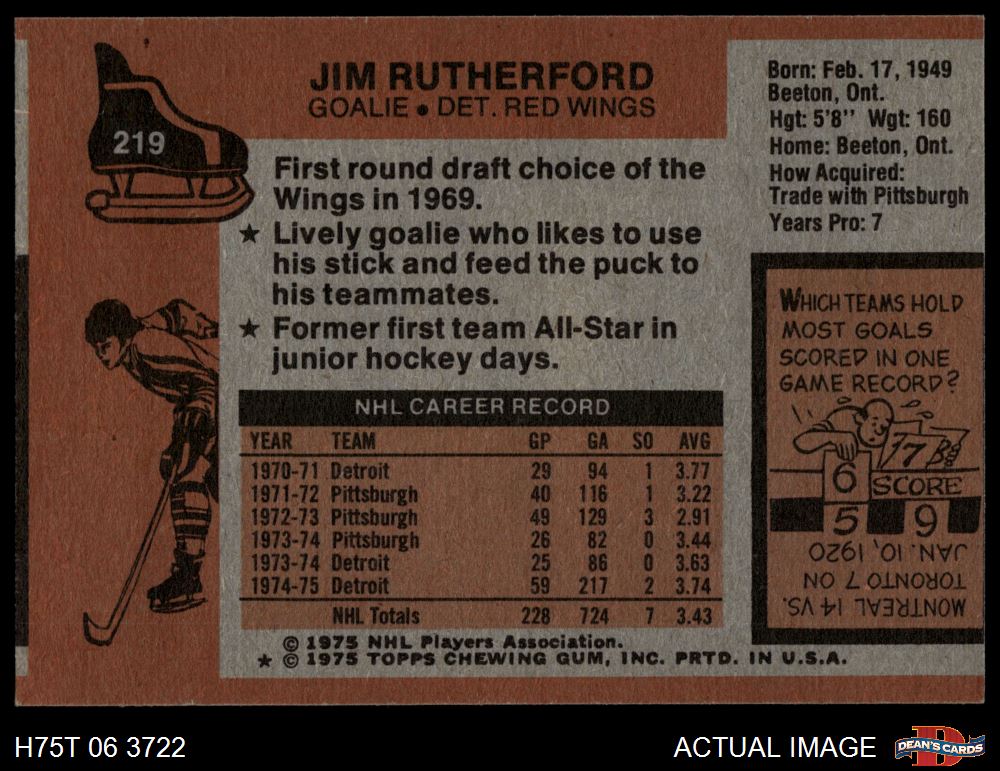 219
JIM RUTHERFORD
GOALIE • DET. RED WINGS
First round draft choice of the
Wings in 1969.
★ Lively goalie who likes to use
his stick and feed the puck to
his teammates.
★ Former first team All-Star in
junior hockey days.
NHL CAREER RECORD
YEAR TEAM GP GA SO AVG
1970-71 Detroit 29 94 1 3.77
1971-72 Pittsburgh 40 116 1 3.22
1972-73 Pittsburgh 49 129 3 2.91
1973-74 Pittsburgh 26 82 0 3.44
1973-74 Detroit 25 86 0 3.63
1974-75 Detroit 59 217 2 3.74
NHL Totals 228 724 7 3.43
© 1975 NHL Players Association.
★ © 1975 TOPPS CHEWING GUM, INC. PRTD. IN U.S.A.
Born: Feb. 17, 1949
Beeton, Ont.
Hgt: 5'8'' Wgt: 160
Home: Beeton, Ont.
How Acquired:
Trade with Pittsburgh
Years Pro: 7
WHICH TEAMS HOLD
MOST GOALS
SCORED IN ONE
GAME RECORD?
7 8
6 SCORE
5 9
MONTREAL 14 VS.
TORONTO 7 ON
JAN. 10, 1920
H75T 06 3722
ACTUAL IMAGE
D
DEAN'S CARDS